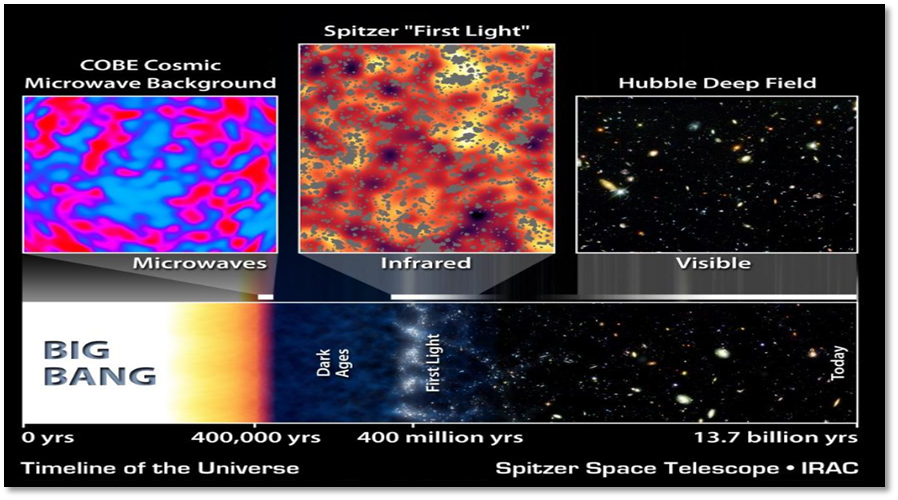 Spitzer "First Light"
COBE Cosmic
Microwave Background
Hubble Deep Field
Microwaves
Infrared
Visible
BIG
BANG
Dark
Ages
First Light
Today
0 yrs
400,000 yrs
400 million yrs
13.7 billion yrs
Timeline of the Universe
Spitzer Space Telescope • IRAC